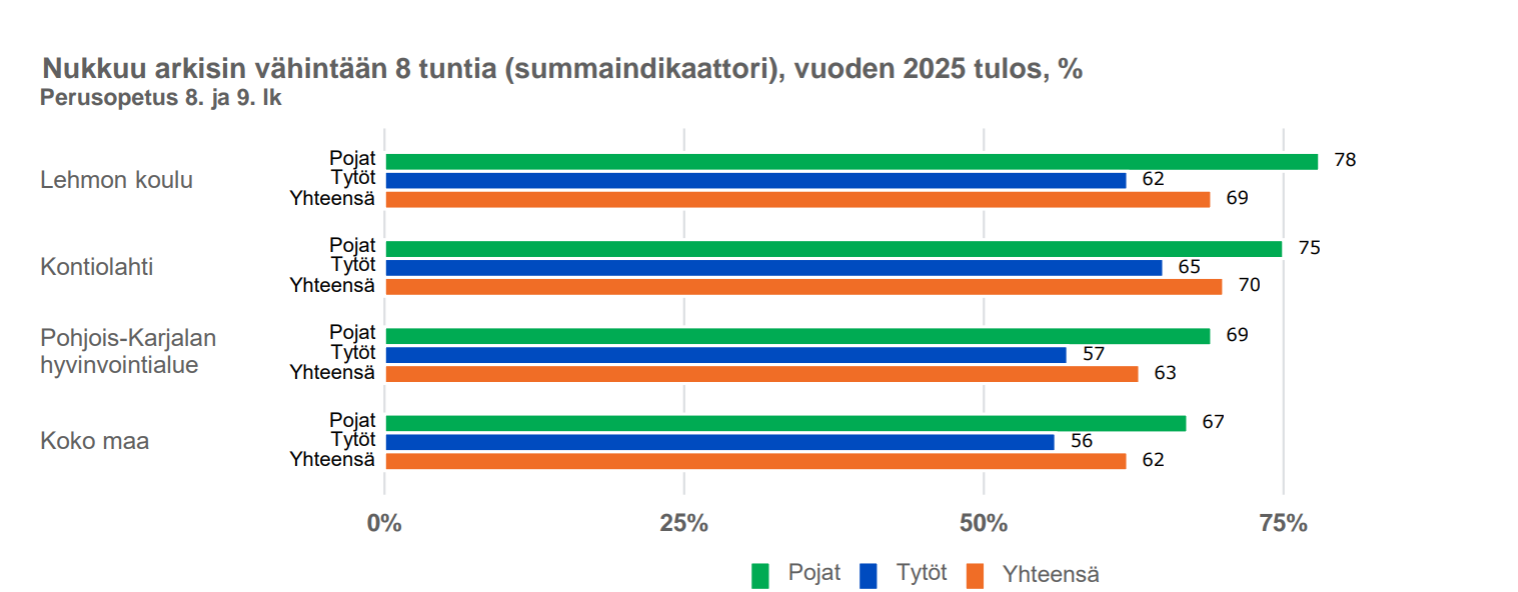 Nukkuu arkisin vähintään 8 tuntia (summaindikaattori), vuoden 2025 tulos, %
Perusopetus 8. ja 9. lk
Lehmon koulu
Pojat 78
Tytöt 62
Yhteensä 69
Kontiolahti
Pojat 75
Tytöt 65
Yhteensä 70
Pohjois-Karjalan
hyvinvointialue
Pojat 69
Tytöt 57
Yhteensä 63
Koko maa
Pojat 67
Tytöt 56
Yhteensä 62
0% 25% 50% 75%
Pojat Tytöt Yhteensä